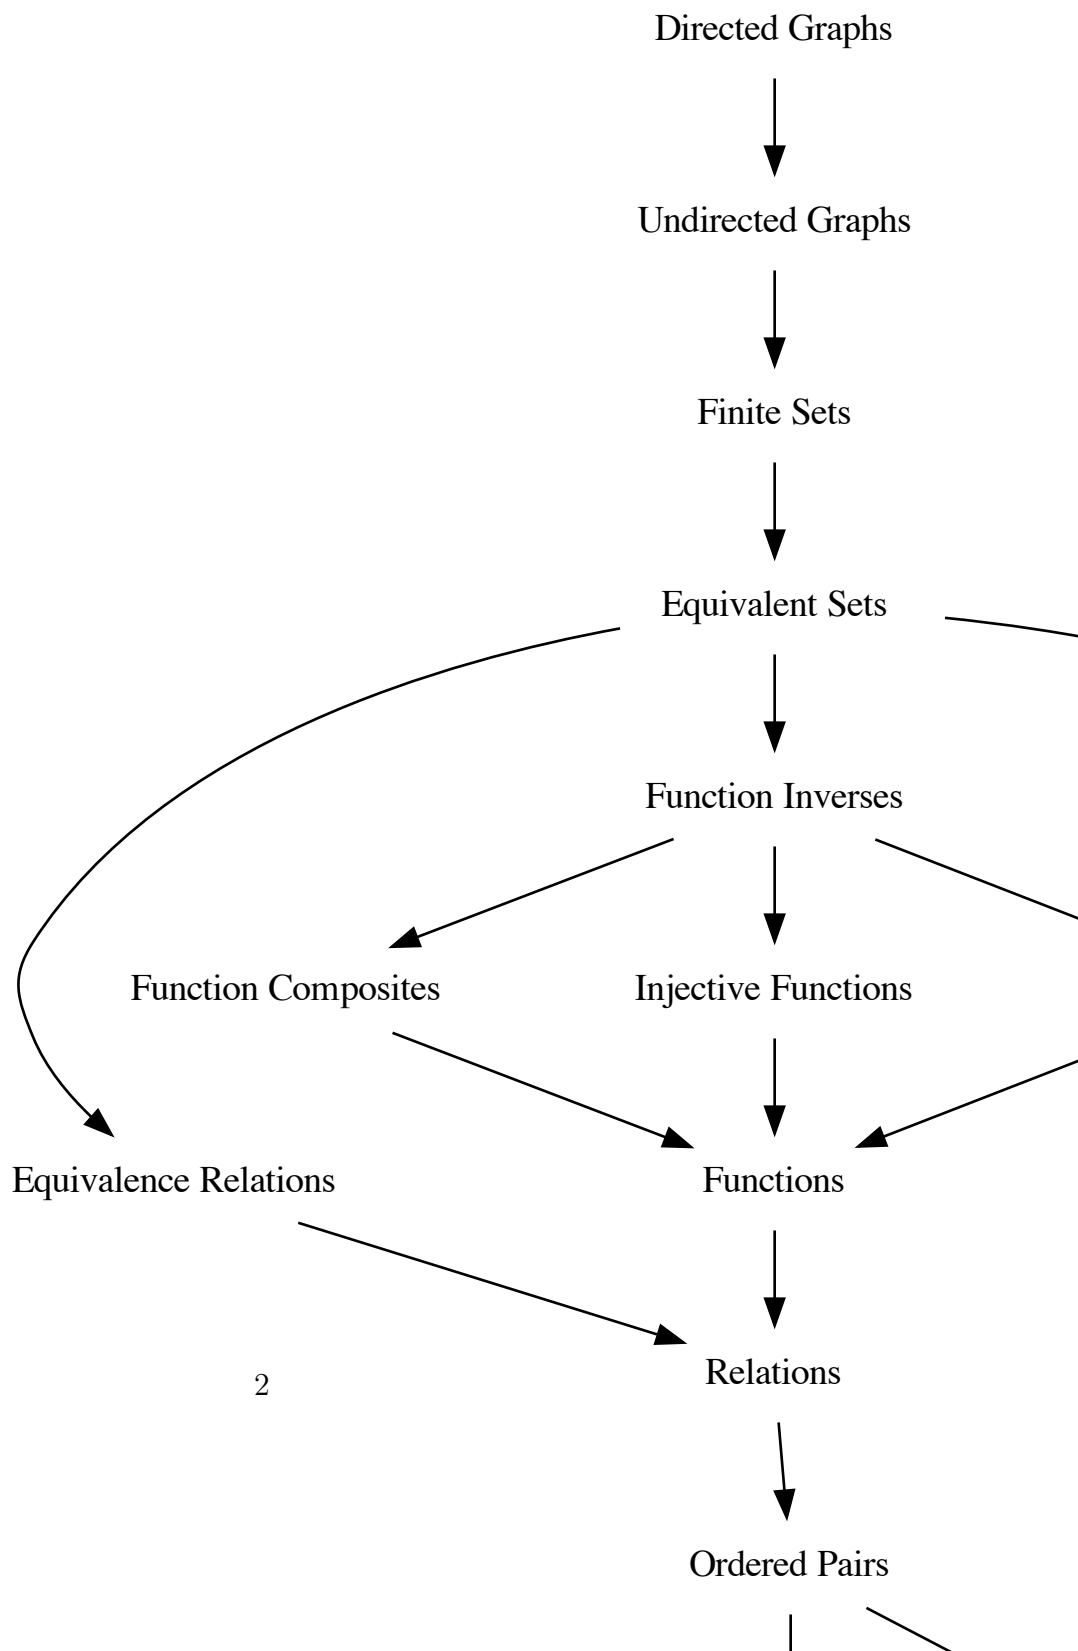 Directed Graphs
Undirected Graphs
Finite Sets
Equivalent Sets
Function Inverses
Function Composites
Injective Functions
Equivalence Relations
Functions
Relations
2
Ordered Pairs